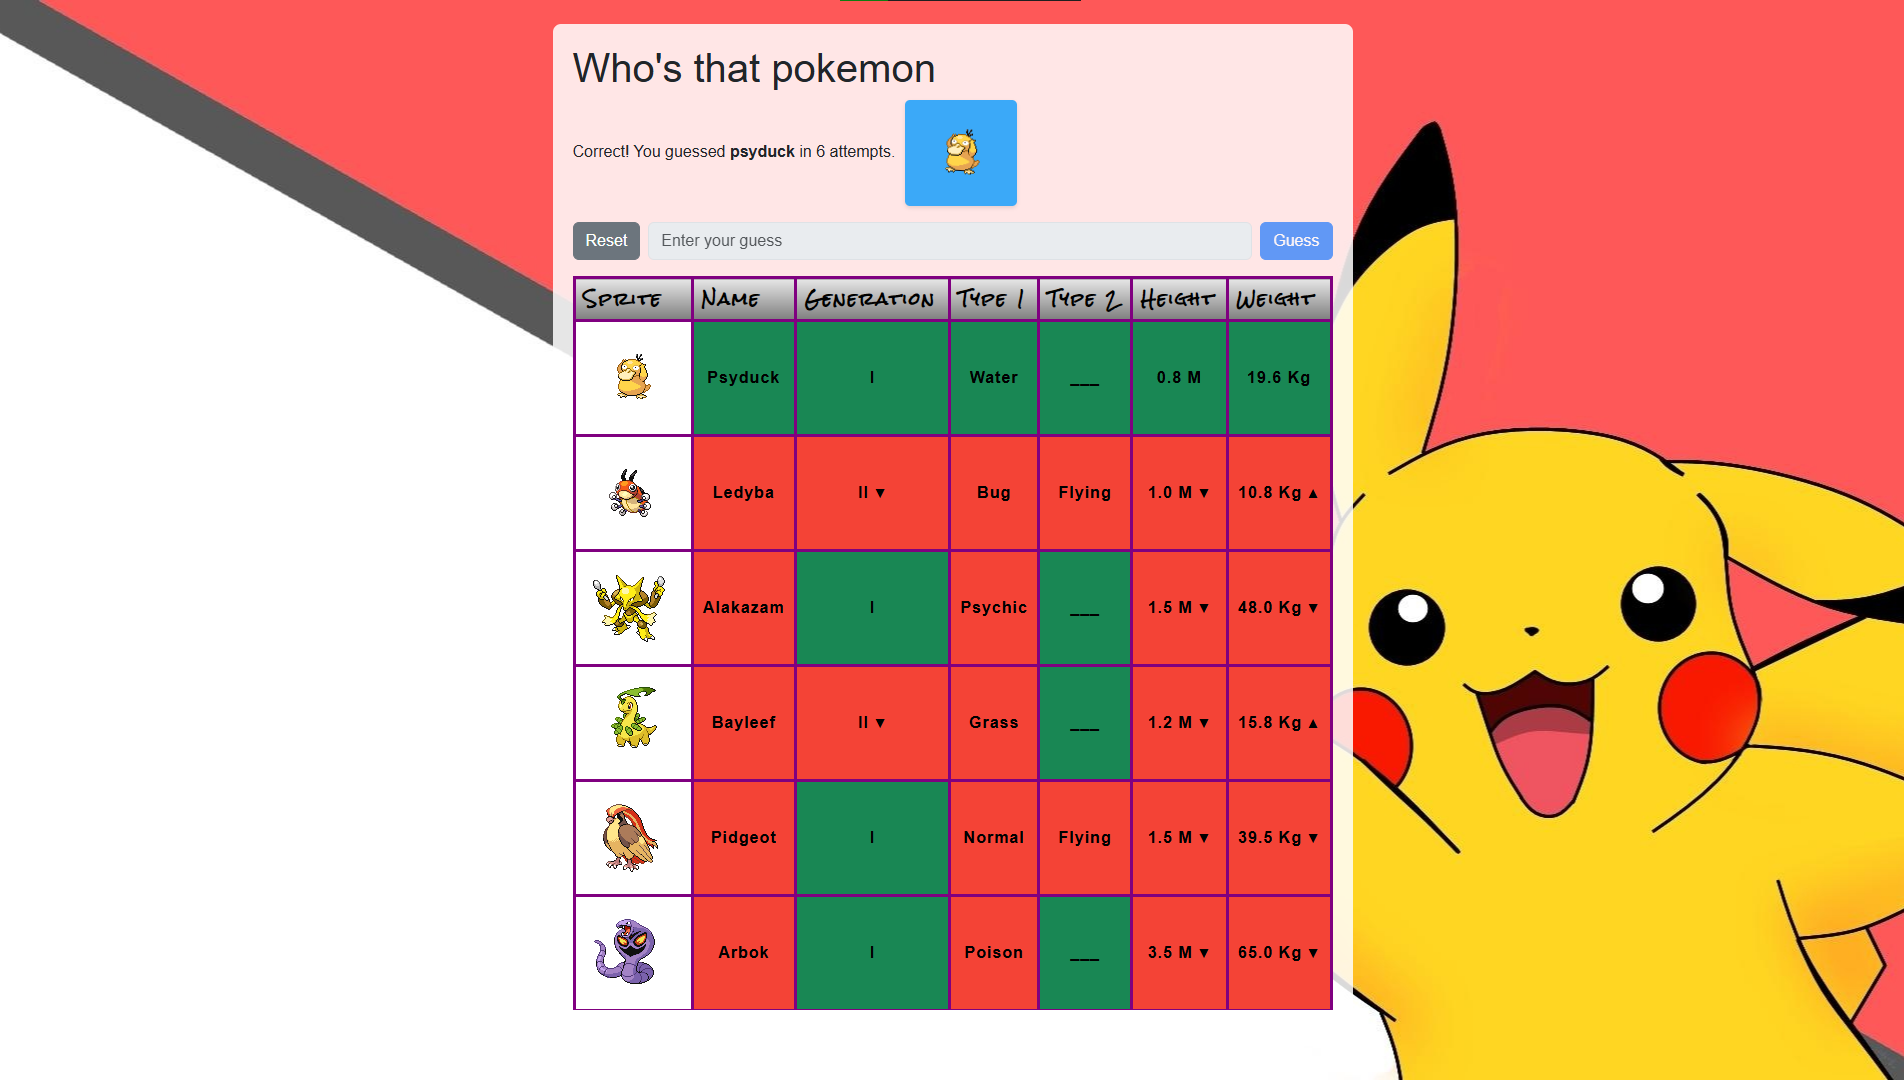 Who's that pokemon
Correct! You guessed psyduck in 6 attempts.
Reset Enter your guess Guess
Sprite Name Generation Type 1 Type 2 Height Weight
Psyduck I Water ___ 0.8 M 19.6 Kg
Ledyba II ▼ Bug Flying 1.0 M ▼ 10.8 Kg ▲
Alakazam I Psychic ___ 1.5 M ▼ 48.0 Kg ▼
Bayleef II ▼ Grass ___ 1.2 M ▼ 15.8 Kg ▲
Pidgeot I Normal Flying 1.5 M ▼ 39.5 Kg ▼
Arbok I Poison ___ 3.5 M ▼ 65.0 Kg ▼